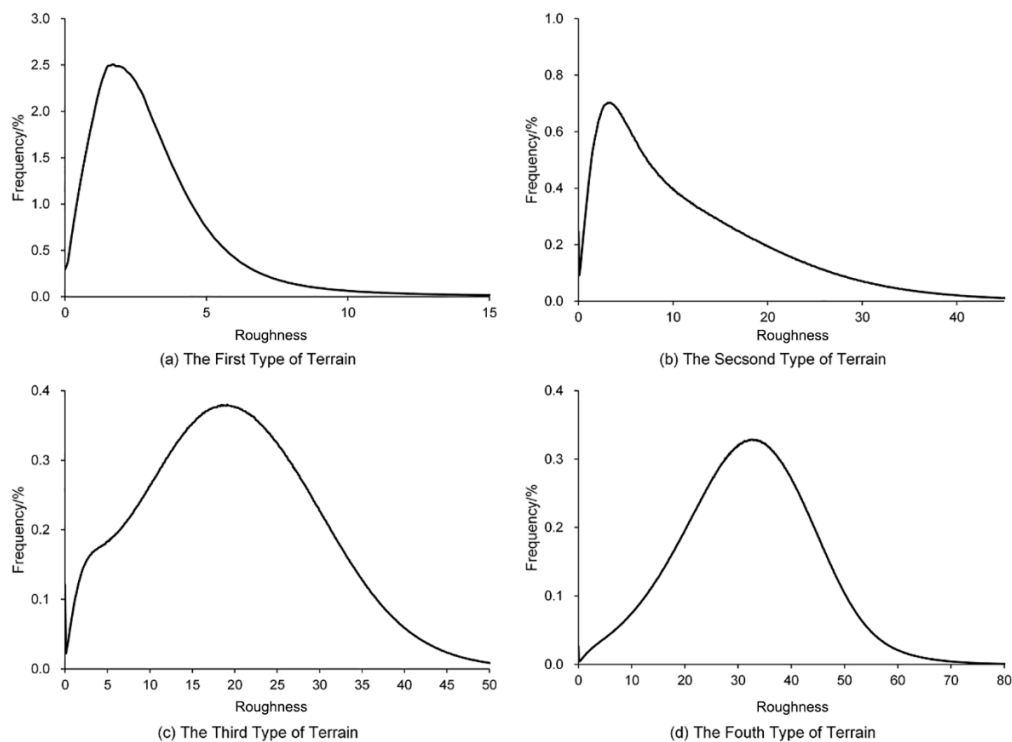 3.0
2.5
2.0
1.5
1.0
0.5
0.0
Frequency/%
0 5 10 15
Roughness
(a) The First Type of Terrain
1.0
0.8
0.6
0.4
0.2
0.0
Frequency/%
0 10 20 30 40
Roughness
(b) The Secsond Type of Terrain
0.4
0.3
0.2
0.1
0.0
Frequency/%
0 5 10 15 20 25 30 35 40 45 50
Roughness
(c) The Third Type of Terrain
0.4
0.3
0.2
0.1
0.0
Frequency/%
0 10 20 30 40 50 60 70 80
Roughness
(d) The Fouth Type of Terrain